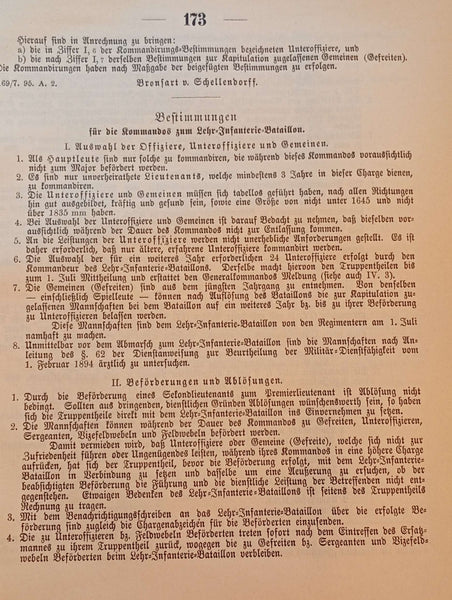 — 173 —
Hierauf sind in Anrechnung zu bringen:
a) die in Ziffer I, 6 der Kommandirungs-Bestimmungen bezeichneten Unteroffiziere, und
b) die nach Ziffer I, 7 derselben Bestimmungen zur Kapitulation zugelassenen Gemeinen (Gefreiten).
Die Kommandirungen haben nach Maßgabe der beigefügten Bestimmungen zu erfolgen.
69/7. 95. A. 2. Bronsart v. Schellendorff.
Bestimmungen
für die Kommandos zum Lehr-Infanterie-Bataillon.
I. Auswahl der Offiziere, Unteroffiziere und Gemeinen.
1. Als Hauptleute sind nur solche zu kommandiren, die während dieses Kommandos voraussichtlich
nicht zum Major befördert werden.
2. Es sind nur unverheirathete Lieutenants, welche mindestens 3 Jahre in dieser Charge dienen,
zu kommandiren.
3. Die Unteroffiziere und Gemeinen müssen sich tadellos geführt haben, nach allen Richtungen
hin gut ausgebildet, kräftig und gesund sein, sowie eine Größe von nicht unter 1645 und nicht
über 1835 mm haben.
4. Bei Auswahl der Unteroffiziere und Gemeinen ist darauf Bedacht zu nehmen, daß dieselben vor-
aussichtlich während der Dauer des Kommandos nicht zur Entlassung kommen.
5. An die Leistungen der Unteroffiziere werden nicht unerhebliche Anforderungen gestellt. Es ist
daher erforderlich, daß nur ältere, erfahrene Unteroffiziere kommandirt werden.
6. Die Auswahl der für ein weiteres Jahr erforderlichen 24 Unteroffiziere erfolgt durch den
Kommandeur des Lehr-Infanterie-Bataillons. Derselbe macht hiervon den Truppentheilen bis
zum 1. Juli Mittheilung und erstattet den Generalkommandos Meldung (siehe auch IV. 3).
7. Die Gemeinen (Gefreiten) sind aus dem jüngsten Jahrgang zu entnehmen. Von denselben
— einschließlich Spielleute — können nach Auflösung des Bataillons die zur Kapitulation zu-
gelassenen Mannschaften bei dem Bataillon auf ein weiteres Jahr bz. bis zu ihrer Beförderung
zu Unteroffizieren belassen werden.
Diese Mannschaften sind dem Lehr-Infanterie-Bataillon von den Regimentern am 1. Juli
namhaft zu machen.
8. Unmittelbar vor dem Abmarsch zum Lehr-Infanterie-Bataillon sind die Mannschaften nach An-
leitung des §. 62 der Dienstanweisung zur Beurtheilung der Militär-Dienstfähigkeit vom
1. Februar 1894 ärztlich zu untersuchen.
II. Beförderungen und Ablösungen.
1. Durch die Beförderung eines Sekondlieutenant zum Premierlieutenant ist Ablösung nicht
bedingt. Sollten aus dringenden, dienstlichen Gründen Ablösungen wünschenswerth sein, so haben
sich die Truppentheile direkt mit dem Lehr-Infanterie-Bataillon ins Einvernehmen zu setzen.
2. Die Mannschaften können während der Dauer des Kommandos zu Gefreiten, Unteroffizieren,
Sergeanten, Vizefeldwebeln und Feldwebeln befördert werden.
Damit vermieden wird, daß Unteroffiziere oder Gemeine (Gefreite), welche sich nicht zur
Zufriedenheit führen oder Ungenügendes leisten, während ihres Kommandos in eine höhere Charge
aufrücken, hat sich der Truppentheil, bevor die Beförderung erfolgt, mit dem Lehr-Infanterie-
Bataillon in Verbindung zu setzen und dasselbe um eine Aeußerung zu ersuchen, ob der
beabsichtigten Beförderung die Führung und die dienstliche Leistung der Betreffenden nicht ent-
gegenstehen. Etwaigen Bedenken des Lehr-Infanterie-Bataillons ist seitens des Truppentheils
Rechnung zu tragen.
3. Mit dem Benachrichtigungsschreiben an das Lehr-Infanterie-Bataillon über die erfolgte Be-
förderung sind zugleich die Chargenabzeichen für die Beförderten einzusenden.
4. Die zu Unteroffizieren bz. Feldwebeln Beförderten treten sofort nach dem Eintreffen des Ersatz-
mannes zu ihrem Truppentheil zurück, wogegen die zu Gefreiten bz. Sergeanten und Vizefeld-
webeln Beförderten beim Lehr-Infanterie-Bataillon verbleiben.